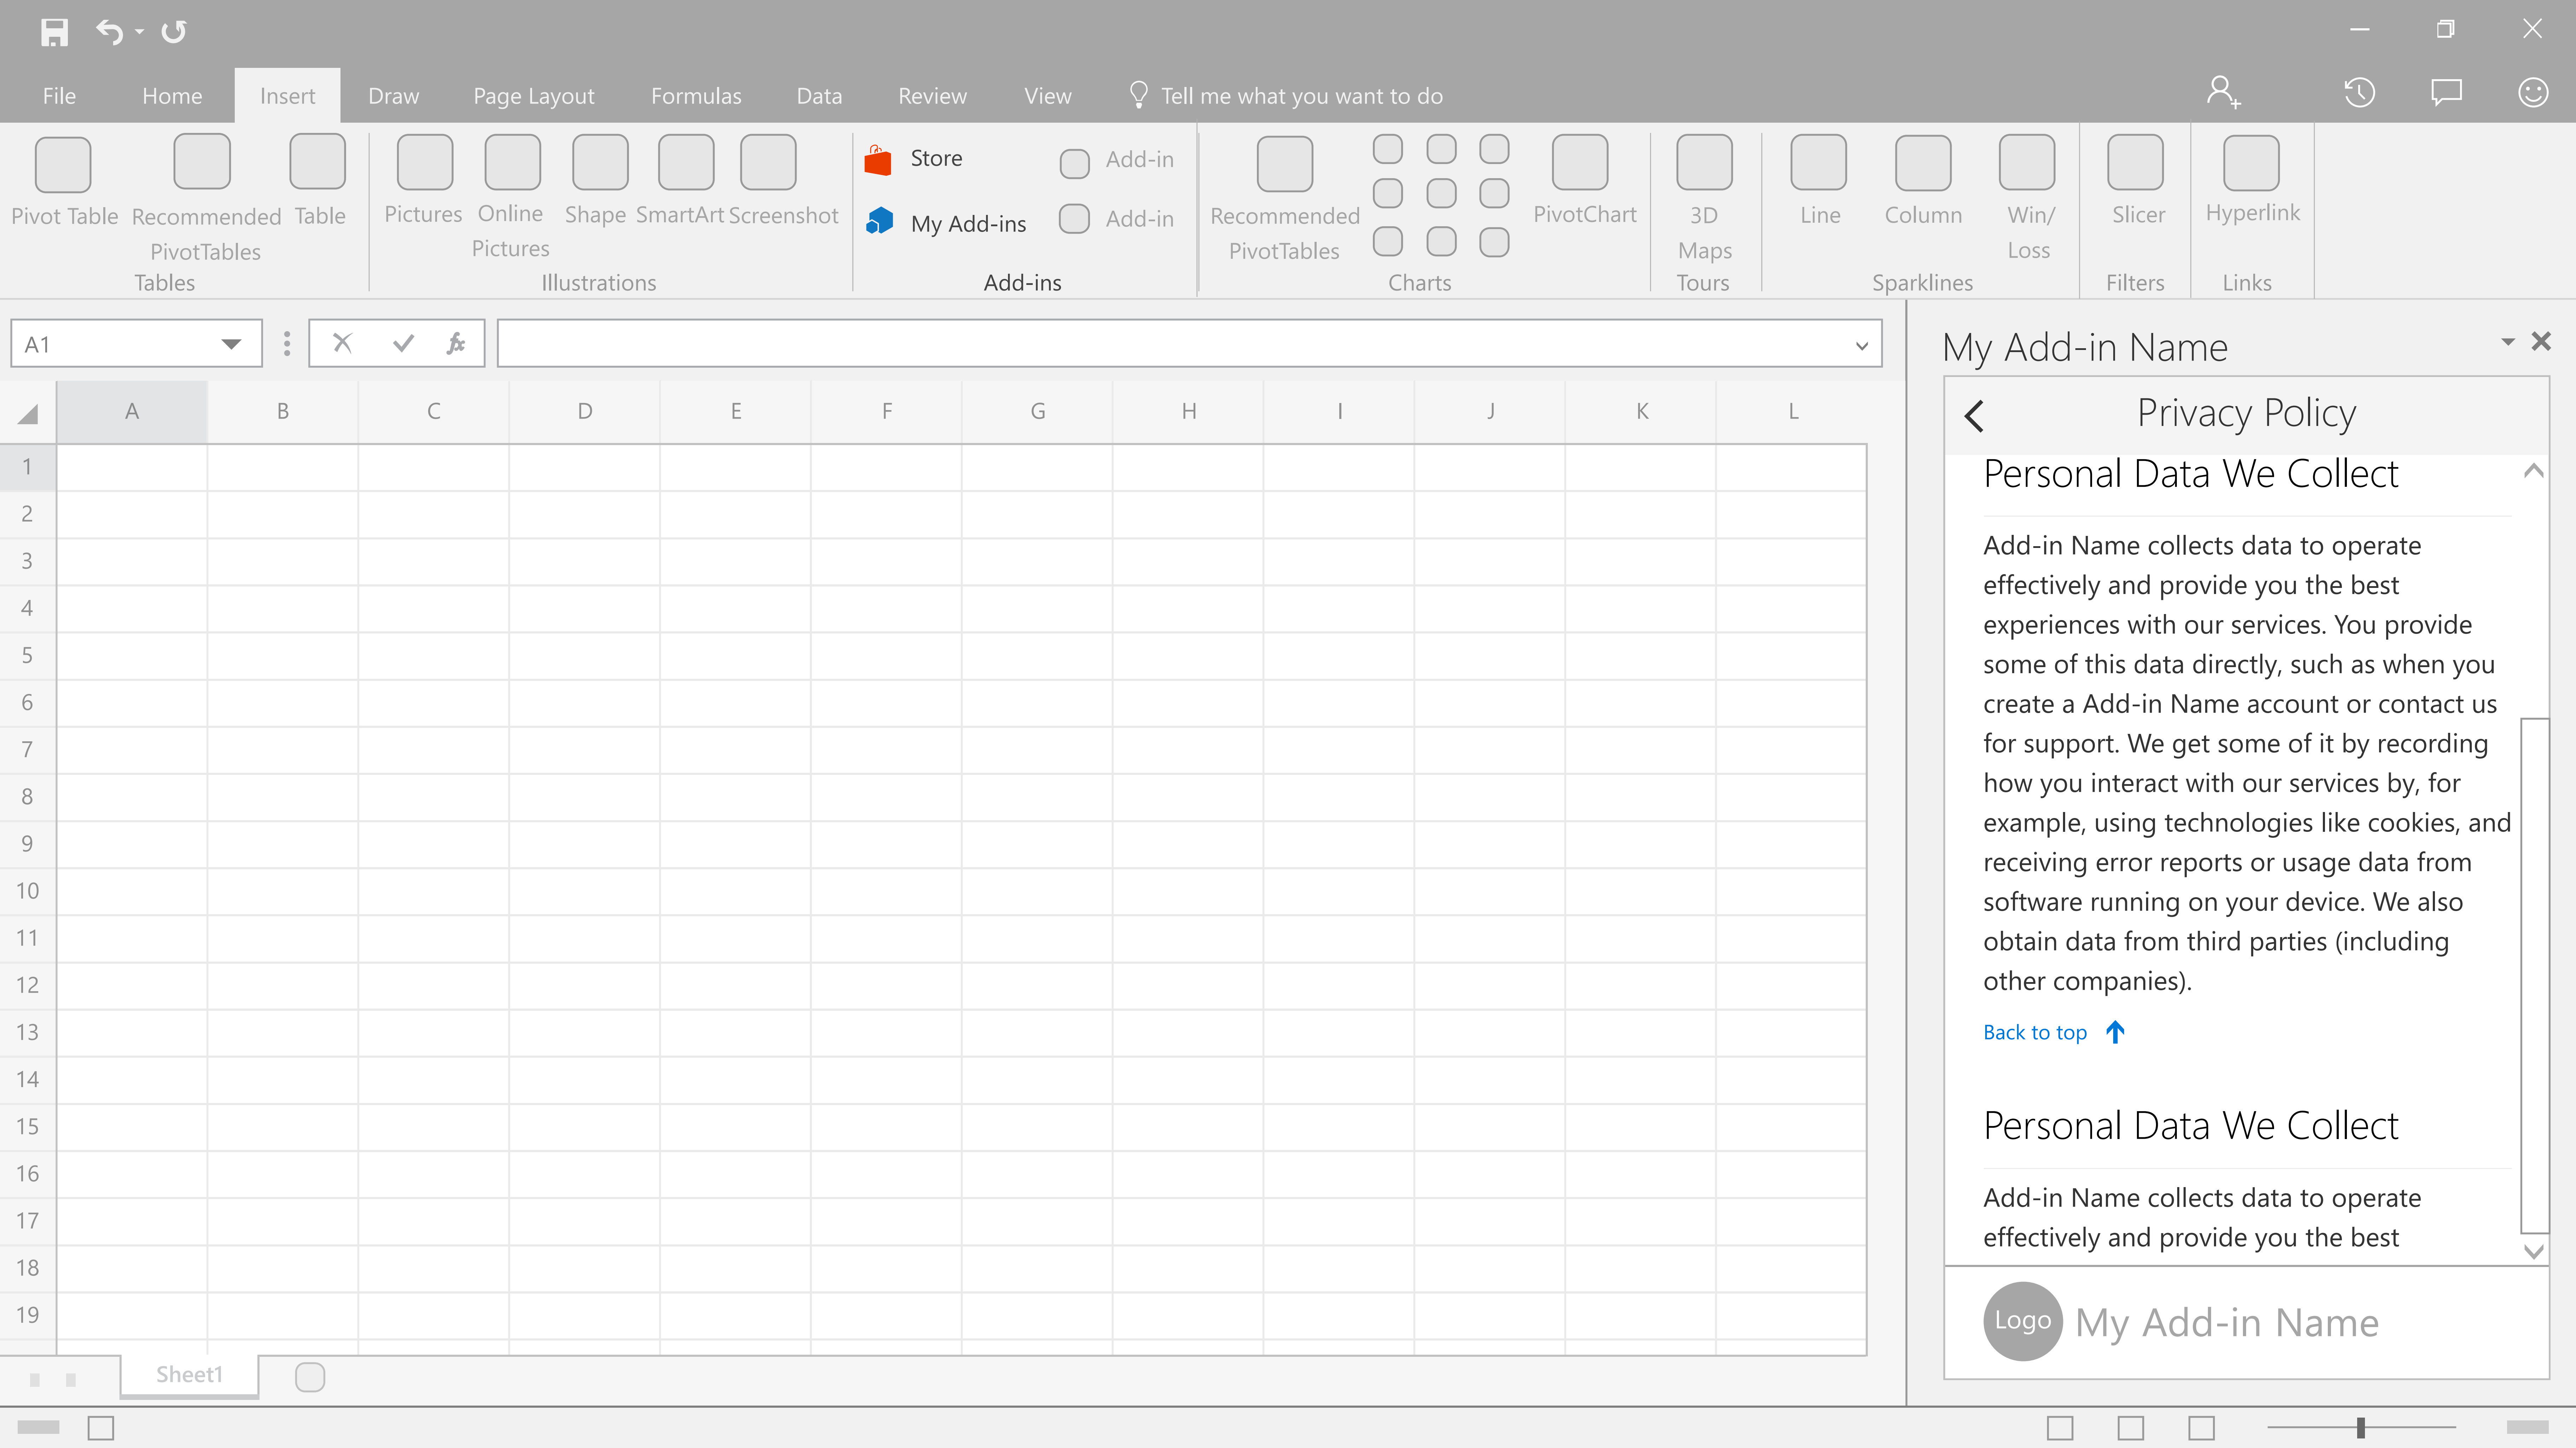 File Home Insert Draw Page Layout Formulas Data Review View Tell me what you want to do
Pivot Table
Recommended
PivotTables
Table
Tables
Pictures
Online
Pictures
Shape
SmartArt
Screenshot
Illustrations
Store
My Add-ins
Add-in
Add-in
Add-ins
Recommended
PivotTables
PivotChart
Charts
3D
Maps
Tours
Line
Column
Win/
Loss
Sparklines
Slicer
Filters
Hyperlink
Links
A1
fx
A B C D E F G H I J K L
1
2
3
4
5
6
7
8
9
10
11
12
13
14
15
16
17
18
19
Sheet1
My Add-in Name
Privacy Policy
Personal Data We Collect
Add-in Name collects data to operate
effectively and provide you the best
experiences with our services. You provide
some of this data directly, such as when you
create a Add-in Name account or contact us
for support. We get some of it by recording
how you interact with our services by, for
example, using technologies like cookies, and
receiving error reports or usage data from
software running on your device. We also
obtain data from third parties (including
other companies).
Back to top
Personal Data We Collect
Add-in Name collects data to operate
effectively and provide you the best
Logo My Add-in Name